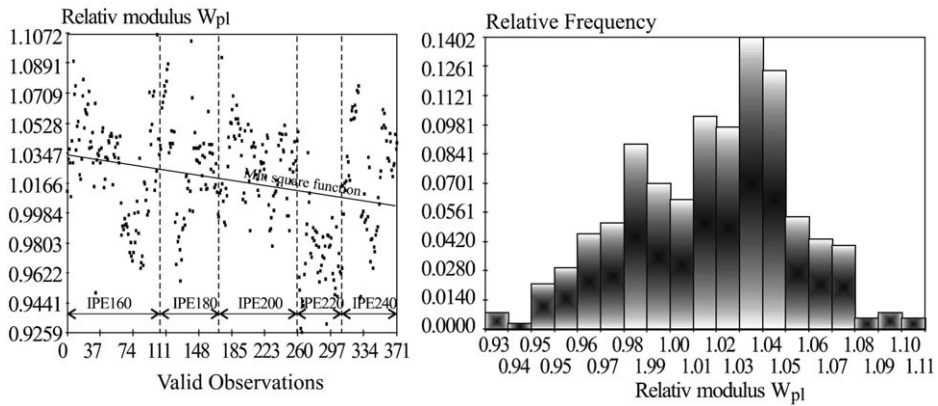 Relativ modulus Wpl
1.1072
1.0891
1.0709
1.0528
1.0347
1.0166
0.9984
0.9803
0.9622
0.9441
0.9259
Min square function
IPE160 IPE180 IPE200 IPE220 IPE240
0 37 74 111 148 185 223 260 297 334 371
Valid Observations
Relative Frequency
0.1402
0.1261
0.1121
0.0981
0.0841
0.0701
0.0561
0.0420
0.0280
0.0140
0.0000
0.93 0.95 0.96 0.98 1.00 1.02 1.04 1.06 1.08 1.10
0.94 0.95 0.97 1.99 1.01 1.03 1.05 1.07 1.09 1.11
Relativ modulus Wpl